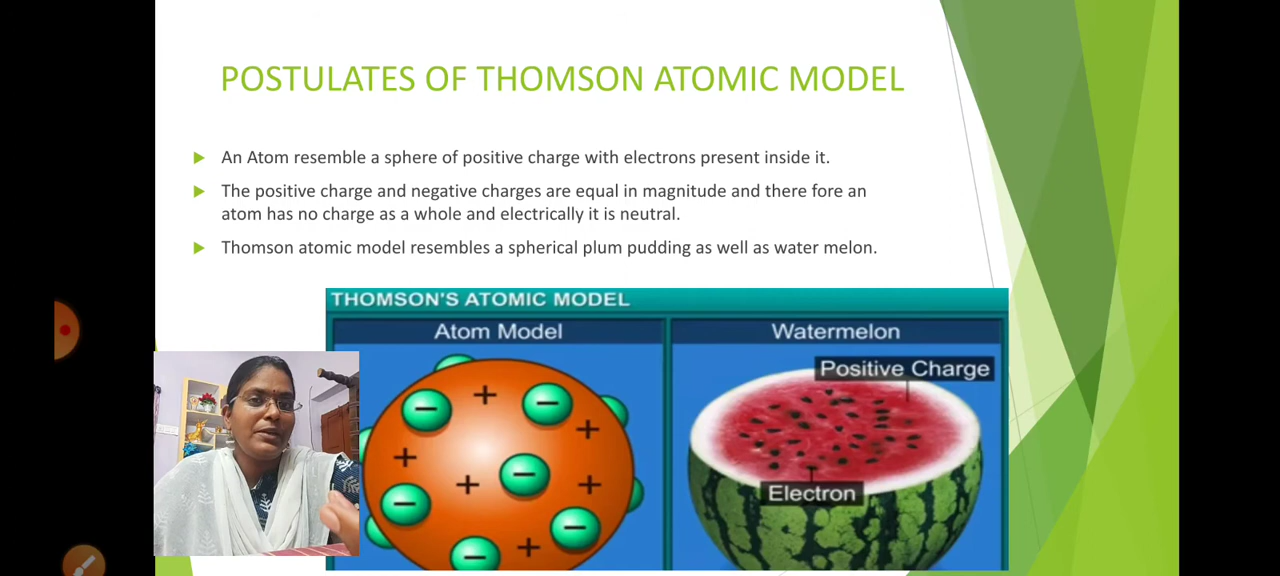 POSTULATES OF THOMSON ATOMIC MODEL
An Atom resemble a sphere of positive charge with electrons present inside it.
The positive charge and negative charges are equal in magnitude and there fore an
atom has no charge as a whole and electrically it is neutral.
Thomson atomic model resembles a spherical plum pudding as well as water melon.
THOMSON'S ATOMIC MODEL
Atom Model
Watermelon
Positive Charge
Electron